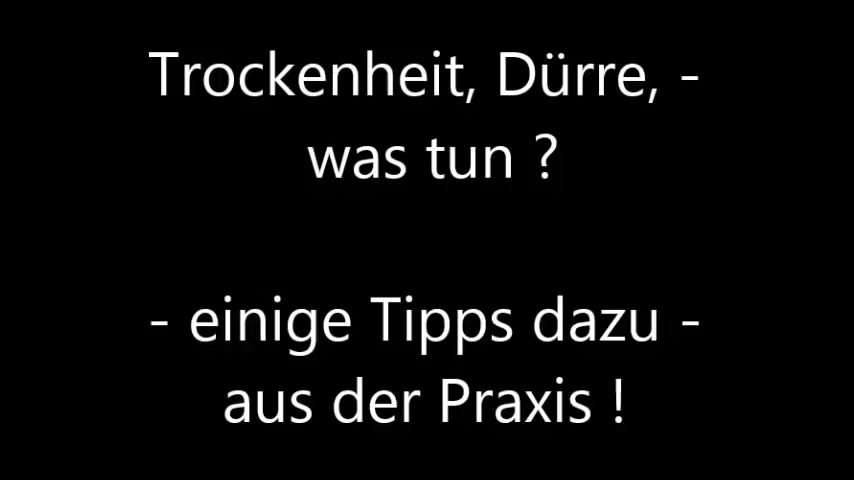 Trockenheit, Dürre, -
was tun ?
- einige Tipps dazu -
aus der Praxis !